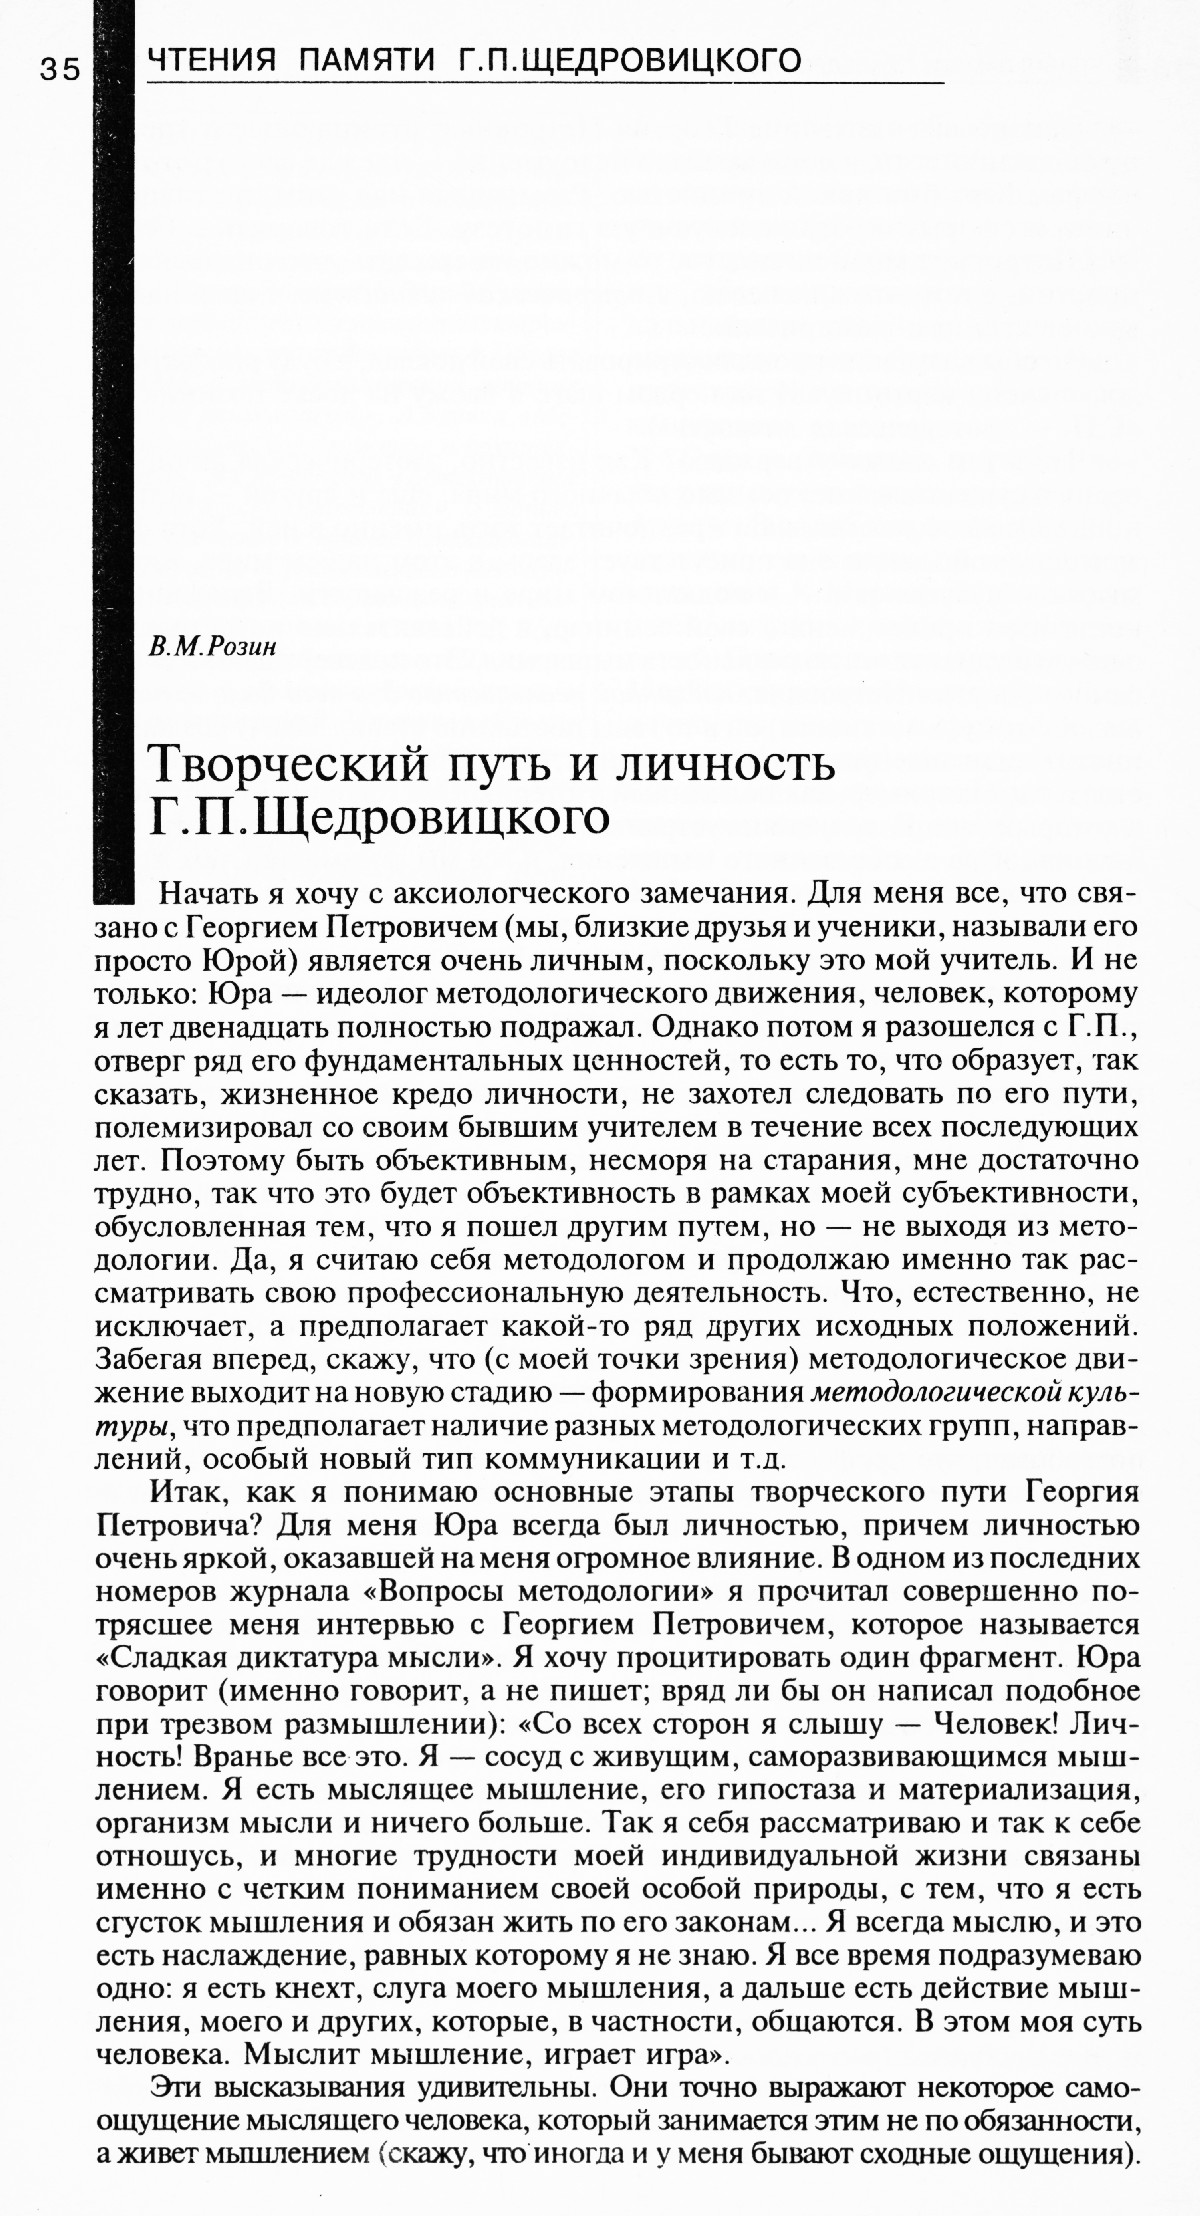 35
ЧТЕНИЯ ПАМЯТИ Г.П.ЩЕДРОВИЦКОГО
В.М.Розин
Творческий путь и личность
Г.П.Щедровицкого
Начать я хочу с аксиологческого замечания. Для меня все, что свя-
зано с Георгием Петровичем (мы, близкие друзья и ученики, называли его
просто Юрой) является очень личным, поскольку это мой учитель. И не
только: Юра — идеолог методологического движения, человек, которому
я лет двенадцать полностью подражал. Однако потом я разошелся с Г.П.,
отверг ряд его фундаментальных ценностей, то есть то, что образует, так
сказать, жизненное кредо личности, не захотел следовать по его пути,
полемизировал со своим бывшим учителем в течение всех последующих
лет. Поэтому быть объективным, несморя на старания, мне достаточно
трудно, так что это будет объективность в рамках моей субъективности,
обусловленная тем, что я пошел другим путем, но — не выходя из мето-
дологии. Да, я считаю себя методологом и продолжаю именно так рас-
сматривать свою профессиональную деятельность. Что, естественно, не
исключает, а предполагает какой-то ряд других исходных положений.
Забегая вперед, скажу, что (с моей точки зрения) методологическое дви-
жение выходит на новую стадию — формирования методологической куль-
туры, что предполагает наличие разных методологических групп, направ-
лений, особый новый тип коммуникации и т.д.
Итак, как я понимаю основные этапы творческого пути Георгия
Петровича? Для меня Юра всегда был личностью, причем личностью
очень яркой, оказавшей на меня огромное влияние. В одном из последних
номеров журнала «Вопросы методологии» я прочитал совершенно по-
трясшее меня интервью с Георгием Петровичем, которое называется
«Сладкая диктатура мысли». Я хочу процитировать один фрагмент. Юра
говорит (именно говорит, а не пишет; вряд ли бы он написал подобное
при трезвом размышлении): «Со всех сторон я слышу — Человек! Лич-
ность! Вранье все это. Я — сосуд с живущим, саморазвивающимся мыш-
лением. Я есть мыслящее мышление, его гипостаза и материализация,
организм мысли и ничего больше. Так я себя рассматриваю и так к себе
отношусь, и многие трудности моей индивидуальной жизни связаны
именно с четким пониманием своей особой природы, с тем, что я есть
сгусток мышления и обязан жить по его законам... Я всегда мыслю, и это
есть наслаждение, равных которому я не знаю. Я все время подразумеваю
одно: я есть кнехт, слуга моего мышления, а дальше есть действие мыш-
ления, моего и других, которые, в частности, общаются. В этом моя суть
человека. Мыслит мышление, играет игра».
Эти высказывания удивительны. Они точно выражают некоторое само-
ощущение мыслящего человека, который занимается этим не по обязанности,
а живет мышлением (скажу, что иногда и у меня бывают сходные ощущения).